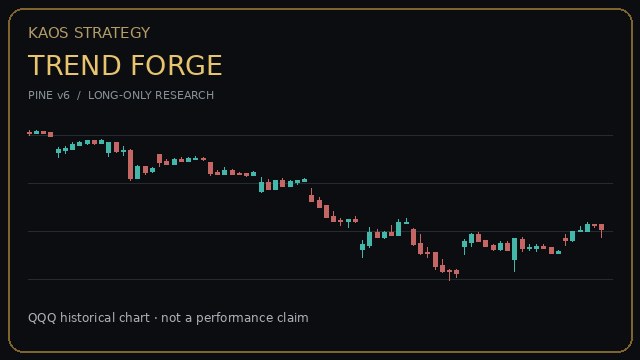 KAOS STRATEGY
TREND FORGE
PINE v6 / LONG-ONLY RESEARCH
QQQ historical chart · not a performance claim